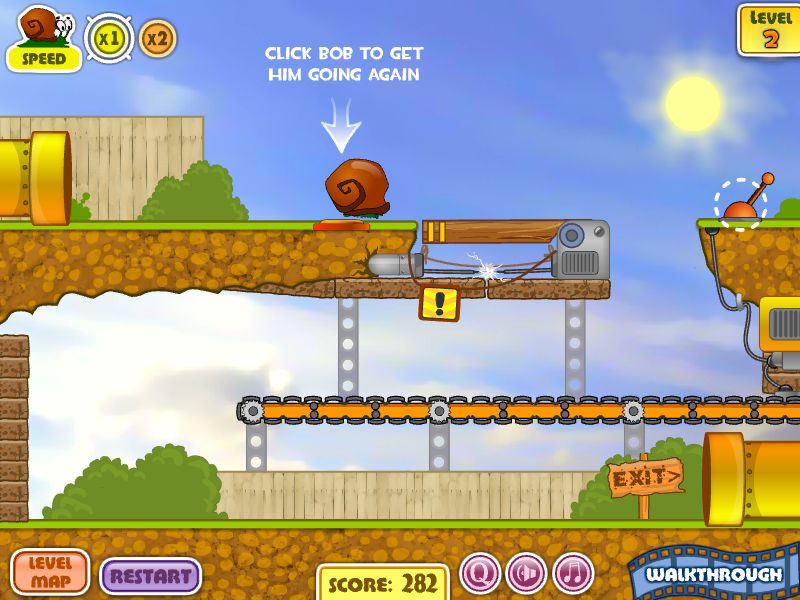 SPEED
x1
x2
CLICK BOB TO GET
HIM GOING AGAIN
LEVEL
2
!
EXIT>
LEVEL
MAP
RESTART
SCORE: 282
Q
WALKTHROUGH